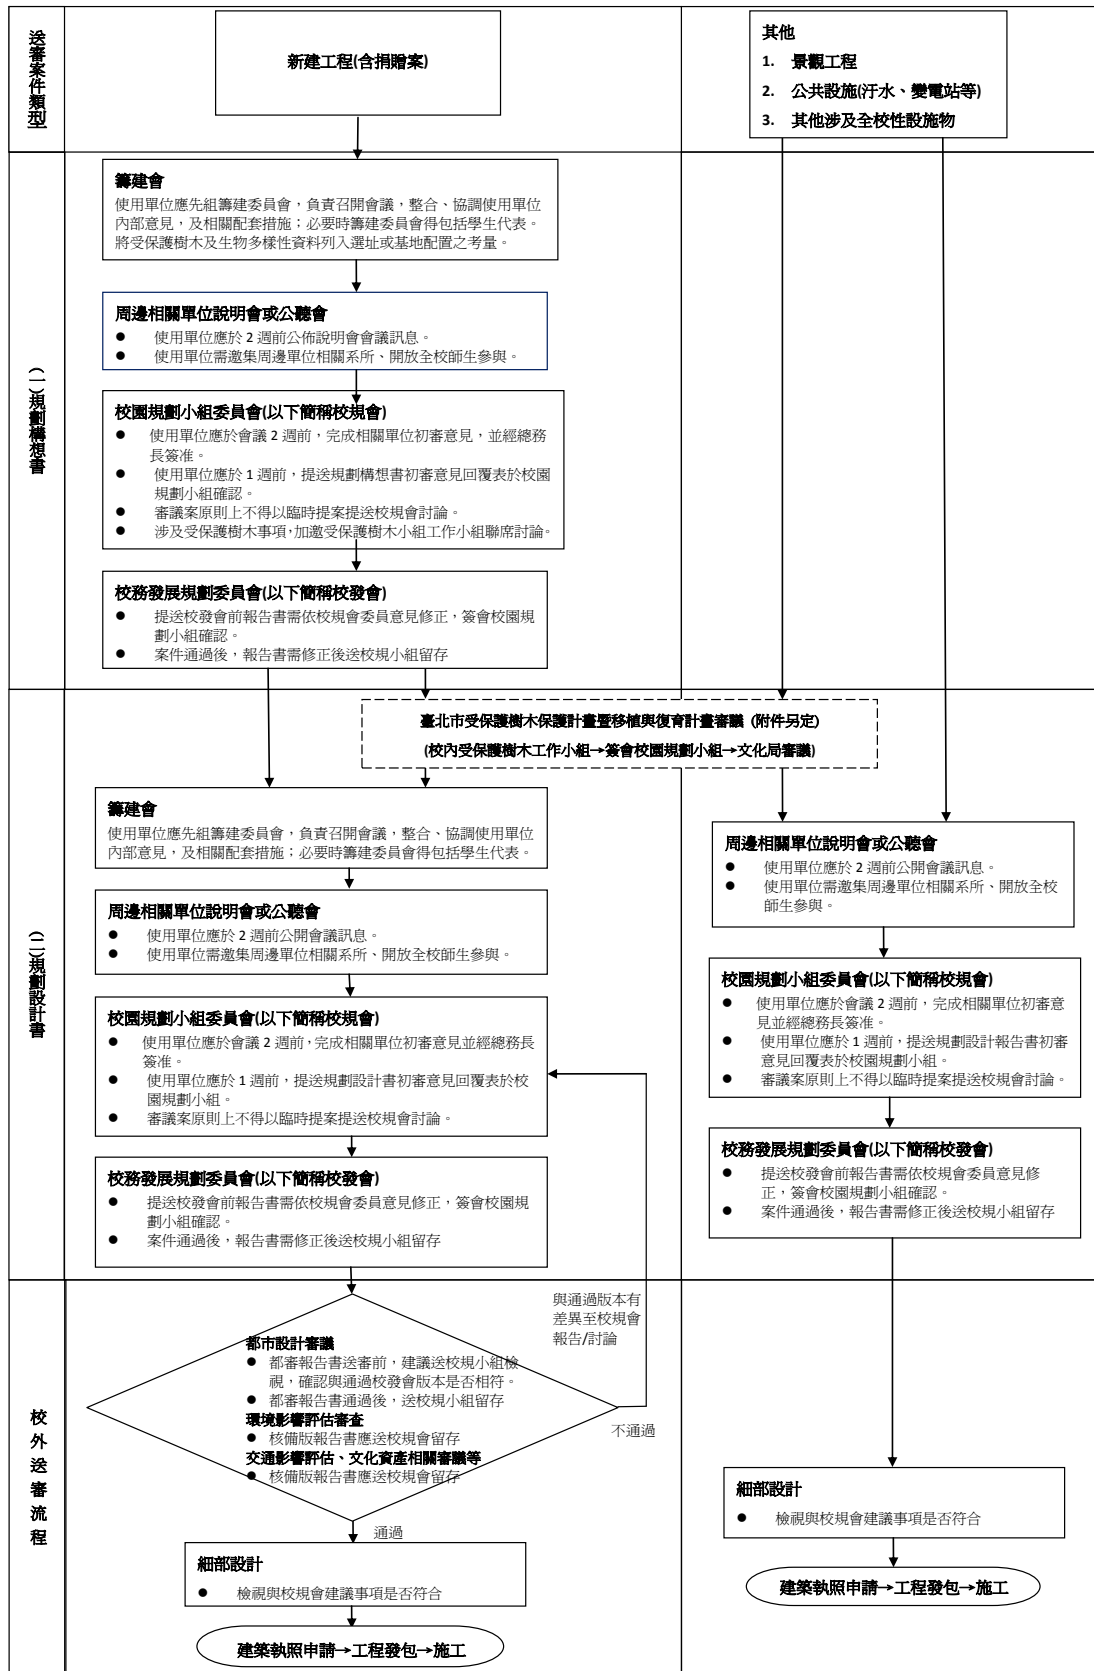 送審案件類型
新建工程(含捐贈案)
其他
1. 景觀工程
2. 公共設施(汙水、變電站等)
3. 其他涉及全校性設施物
(一)規劃構想書
籌建會
使用單位應先組籌建委員會，負責召開會議，整合、協調使用單位
內部意見，及相關配套措施；必要時籌建委員會得包括學生代表。
將受保護樹木及生物多樣性資料列入選址或基地配置之考量。
周邊相關單位說明會或公聽會
● 使用單位應於 2 週前公佈說明會會議訊息。
● 使用單位需邀集周邊單位相關系所、開放全校師生參與。
校園規劃小組委員會(以下簡稱校規會)
● 使用單位應於會議 2 週前，完成相關單位初審意見，並經總務
長簽准。
● 使用單位應於 1 週前，提送規劃構想書初審意見回覆表於校園
規劃小組確認。
● 審議案原則上不得以臨時提案提送校規會討論。
● 涉及受保護樹木事項，加邀受保護樹木小組工作小組聯席討論。
校務發展規劃委員會(以下簡稱校發會)
● 提送校發會前報告書需依校規會委員意見修正，簽會校園規
劃小組確認。
● 案件通過後，報告書需修正後送校規小組留存
臺北市受保護樹木保護計畫暨移植與復育計畫審議 (附件另定)
(校內受保護樹木工作小組→簽會校園規劃小組→文化局審議)
(二)規劃設計書
籌建會
使用單位應先組籌建委員會，負責召開會議，整合、協調使用單位
內部意見，及相關配套措施；必要時籌建委員會得包括學生代表。
周邊相關單位說明會或公聽會
● 使用單位應於 2 週前公開會議訊息。
● 使用單位需邀集周邊單位相關系所、開放全校師生參與。
校園規劃小組委員會(以下簡稱校規會)
● 使用單位應於會議 2 週前，完成相關單位初審意見並經總務長
簽准。
● 使用單位應於 1 週前，提送規劃設計書初審意見回覆表於校
園規劃小組。
● 審議案原則上不得以臨時提案提送校規會討論。
校務發展規劃委員會(以下簡稱校發會)
● 提送校發會前報告書需依校規會委員意見修正，簽會校園規
劃小組確認。
● 案件通過後，報告書需修正後送校規小組留存
周邊相關單位說明會或公聽會
● 使用單位應於 2 週前公開會議訊息。
● 使用單位需邀集周邊單位相關系所、開放全校
師生參與。
校園規劃小組委員會(以下簡稱校規會)
● 使用單位應於會議 2 週前，完成相關單位初審意
見並經總務長簽准。
● 使用單位應於 1 週前，提送規劃設計報告書初審
意見回覆表於校園規劃小組。
● 審議案原則上不得以臨時提案提送校規會討論。
校務發展規劃委員會(以下簡稱校發會)
● 提送校發會前報告書需依校規會委員意見修
正，簽會校園規劃小組確認。
● 案件通過後，報告書需修正後送校規小組留存
校外送審流程
與通過版本有
差異至校規會
報告/討論
都市設計審議
● 都審報告書送審前，建議送校規小組檢
視，確認與通過校發會版本是否相符。
● 都審報告書通過後，送校規小組留存
環境影響評估審查
● 核備版報告書應送校規會留存
交通影響評估、文化資產相關審議等
● 核備版報告書應送校規會留存
不通過
通過
細部設計
● 檢視與校規會建議事項是否符合
建築執照申請→工程發包→施工
細部設計
● 檢視與校規會建議事項是否符合
建築執照申請→工程發包→施工